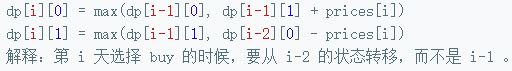 dp[i][0] = max(dp[i-1][0], dp[i-1][1] + prices[i])
dp[i][1] = max(dp[i-1][1], dp[i-2][0] - prices[i])
解释：第 i 天选择 buy 的时候，要从 i-2 的状态转移，而不是 i-1 。